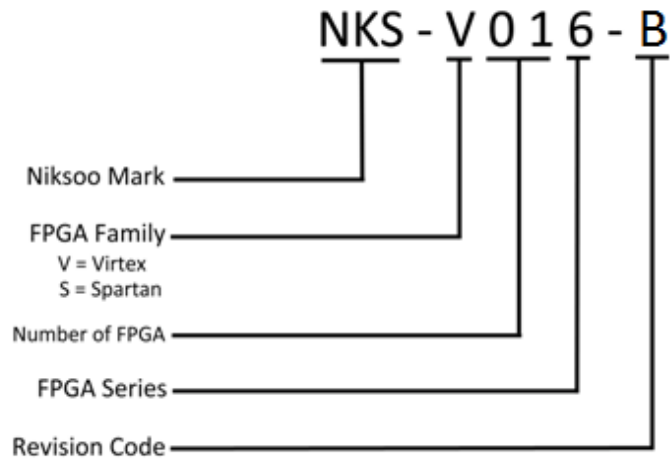 NKS - V 0 1 6 - B
Niksoo Mark
FPGA Family
V = Virtex
S = Spartan
Number of FPGA
FPGA Series
Revision Code